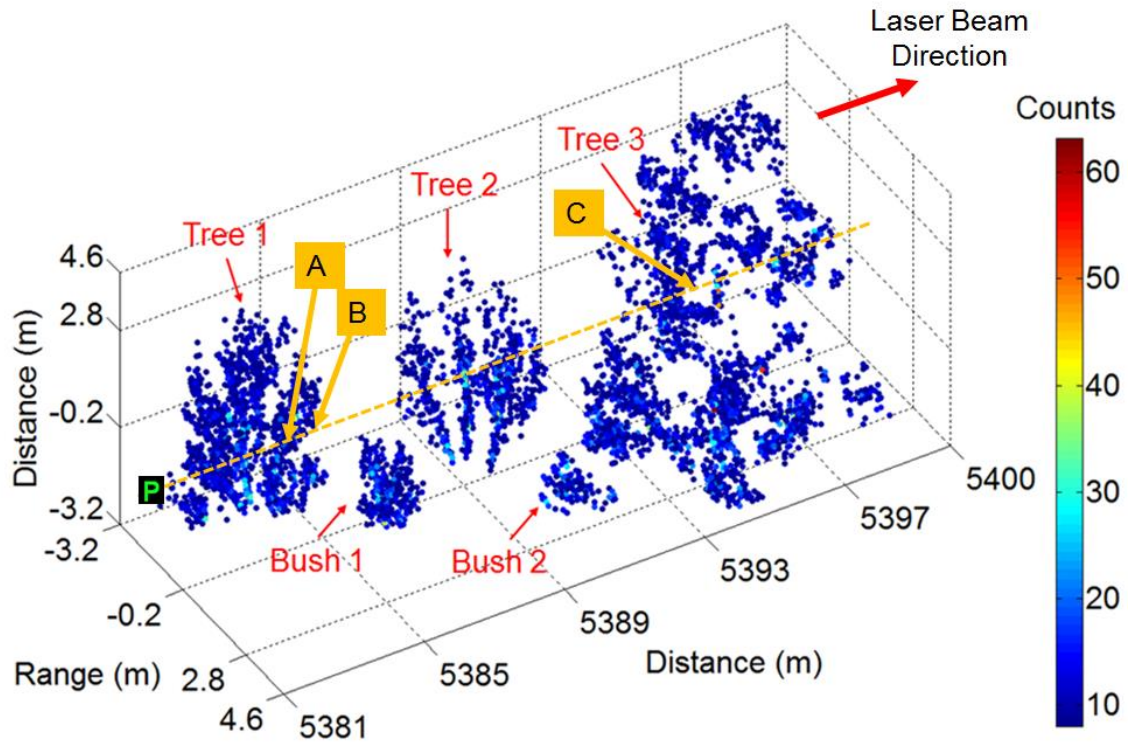 Laser Beam
Direction
Counts
Tree 3
Tree 2
Tree 1
A
B
C
P
4.6
2.8
-0.2
-3.2
Distance (m)
-3.2
-0.2
2.8
4.6
Range (m)
5381
5385
5389
5393
5397
5400
Distance (m)
Bush 1
Bush 2
60
50
40
30
20
10